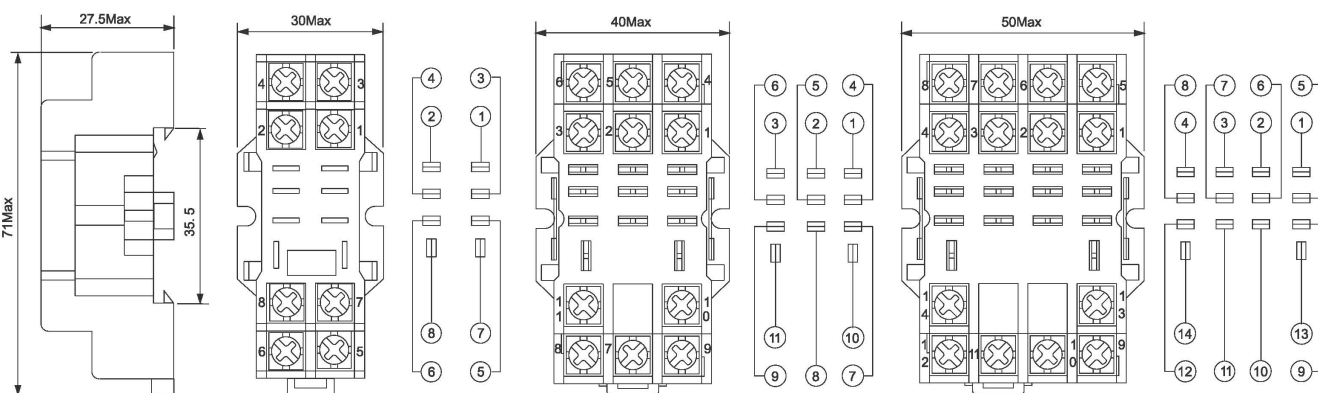 27.5Max
30Max
40Max
50Max
71Max
35.5
4 3
2 1
8 7
6 5
④ ③
② ①
⑧ ⑦
⑥ ⑤
6 5 4
3 2 1
11 10
8 7 9
⑥ ⑤ ④
③ ② ①
⑪ ⑩
⑨ ⑧ ⑦
8 7 6 5
4 3 2 1
14 13
12 11 10 9
⑧ ⑦ ⑥ ⑤
④ ③ ② ①
⑭ ⑬
⑫ ⑪ ⑩ ⑨